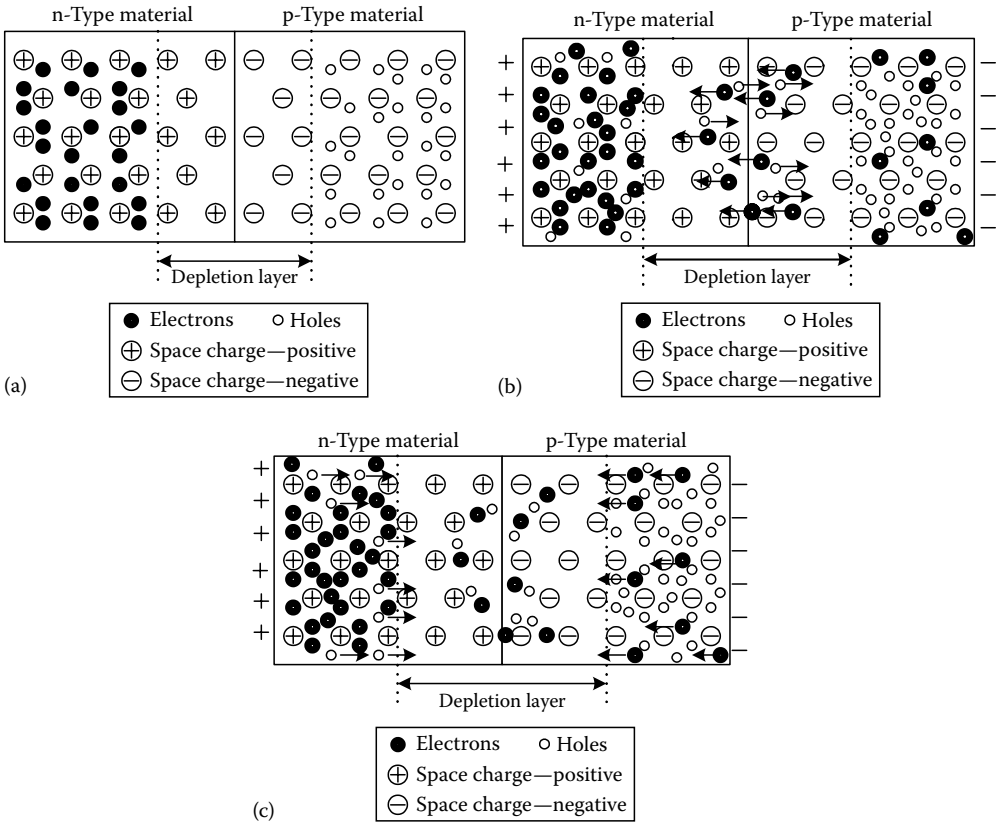 n-Type material p-Type material
Depletion layer
Electrons Holes
Space charge—positive
Space charge—negative
(a)
n-Type material p-Type material
Depletion layer
Electrons Holes
Space charge—positive
Space charge—negative
(b)
n-Type material p-Type material
Depletion layer
Electrons Holes
Space charge—positive
Space charge—negative
(c)